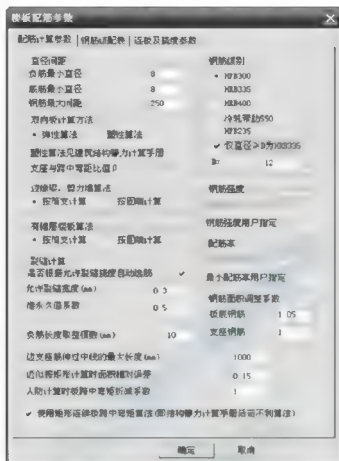 楼板配筋参数
配筋计算参数 钢筋级配表 连板及挠度参数
直径间距
负筋最小直径 8
底筋最小直径 8
钢筋最大间距 250
双向板计算方法
弹性算法 塑性算法
塑性算法见建筑结构静力计算手册
支座与跨中弯矩比值β
边缘梁、剪力墙算法
按简支计算 按固端计算
有错层楼板算法
按简支计算 按固端计算
裂缝计算
是否根据允许裂缝宽度自动选筋
允许裂缝宽度(mm) 0.3
准永久值系数 0.5
负筋长度取整模数(mm) 10
钢筋级别
HPB300
HRB335
HRB400
冷轧带肋550
HPB235
仅直径≥D为HRB335
D= 12
钢筋强度
钢筋强度用户指定
配筋率
最小配筋率用户指定
钢筋面积调整系数
板底钢筋 1.05
支座钢筋 1
边支座筋伸过中线的最大长度(mm) 1000
近似按矩形计算时面积相对误差 0.15
人防计算时板跨中弯矩折减系数 1
使用矩形连续板跨中弯矩算法(即结构静力计算手册活荷不利算法)
确定 取消